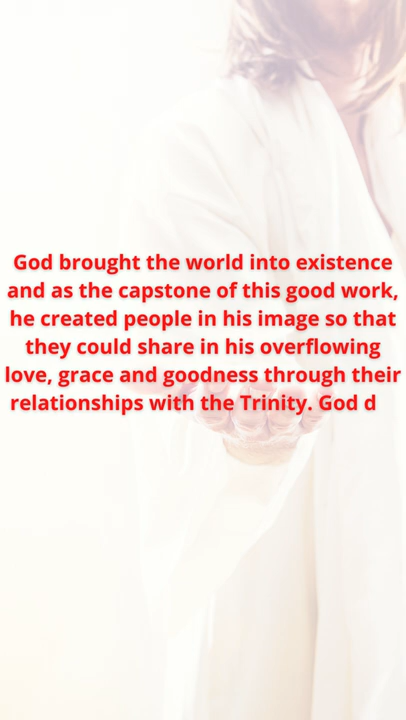 God brought the world into existence
and as the capstone of this good work,
he created people in his image so that
they could share in his overflowing
love, grace and goodness through their
relationships with the Trinity. God d